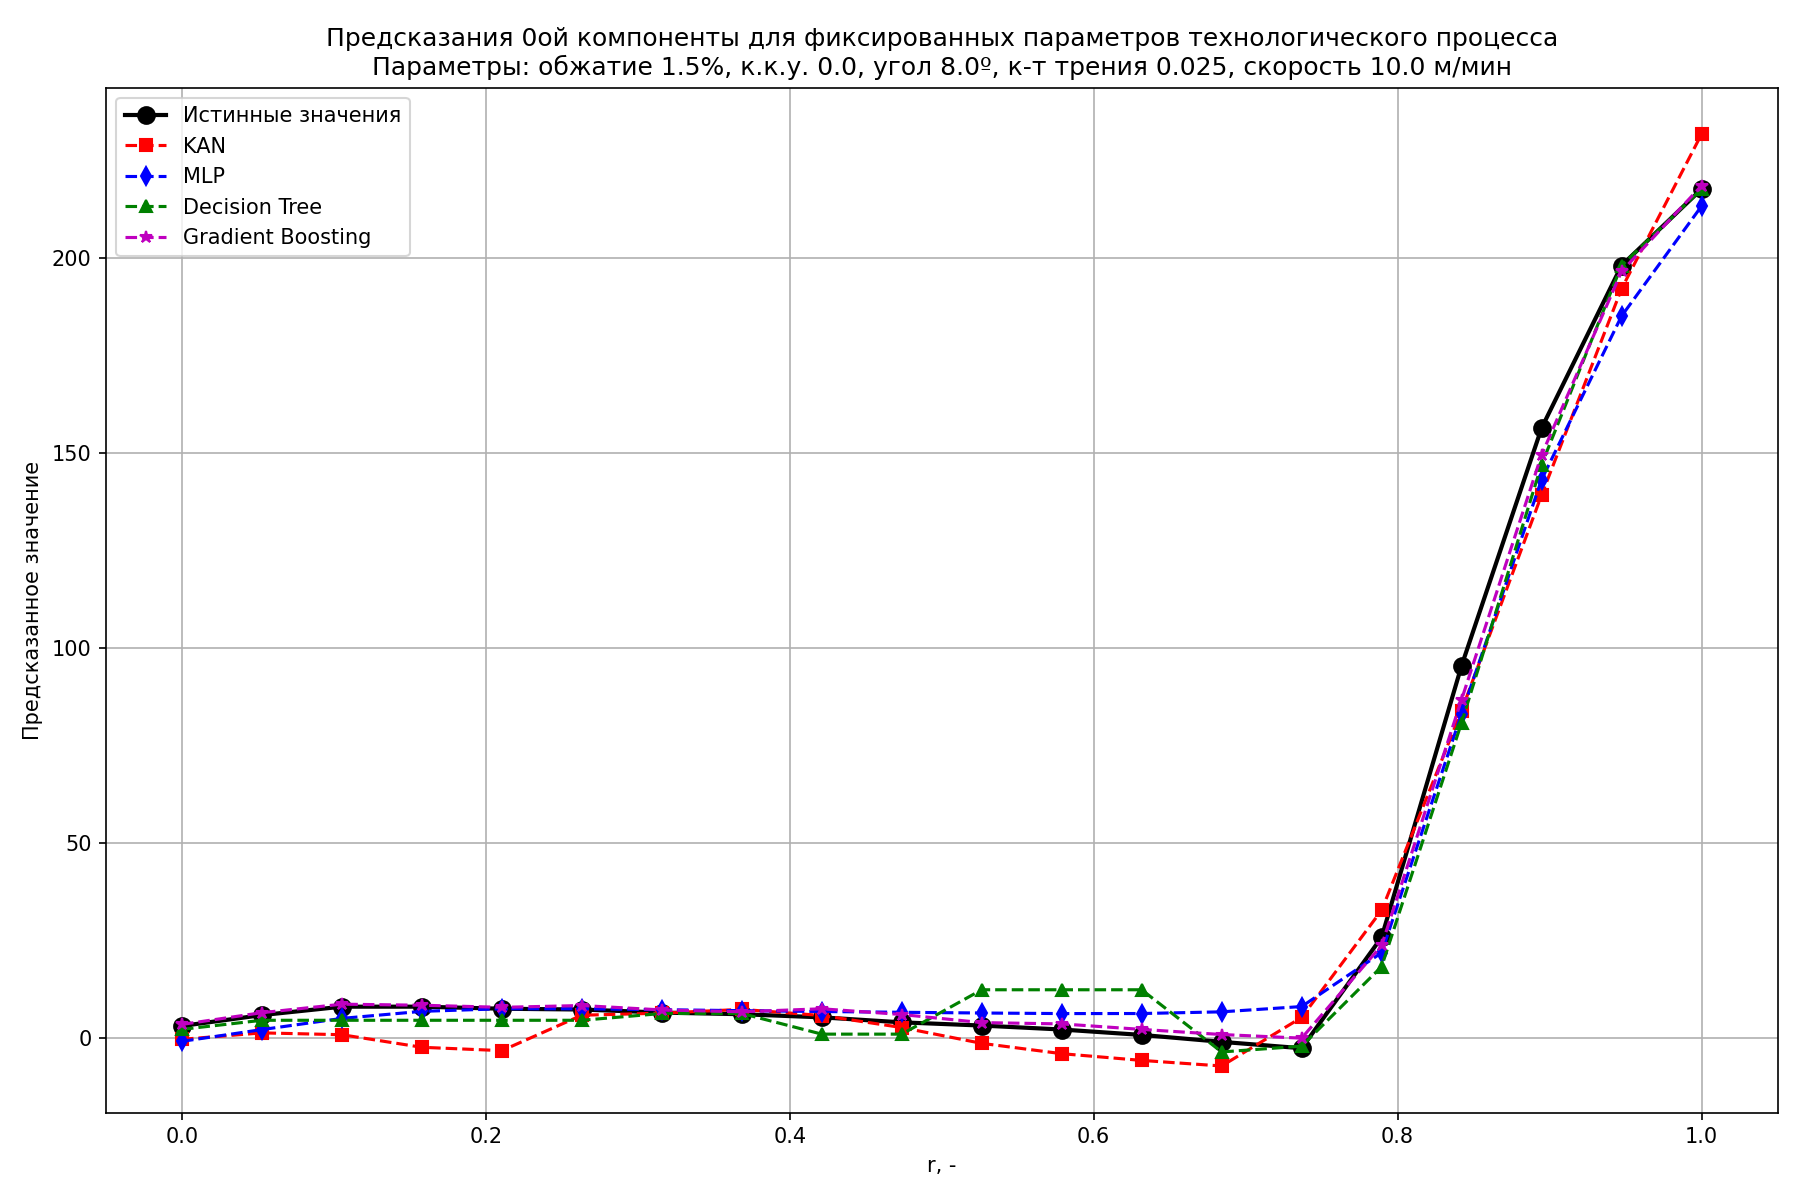 Предсказания 0ой компоненты для фиксированных параметров технологического процесса
Параметры: обжатие 1.5%, к.к.у. 0.0, угол 8.0º, к-т трения 0.025, скорость 10.0 м/мин
Истинные значения
KAN
MLP
Decision Tree
Gradient Boosting
Предсказанное значение
200
150
100
50
0
0.0
0.2
0.4
0.6
0.8
1.0
r, -